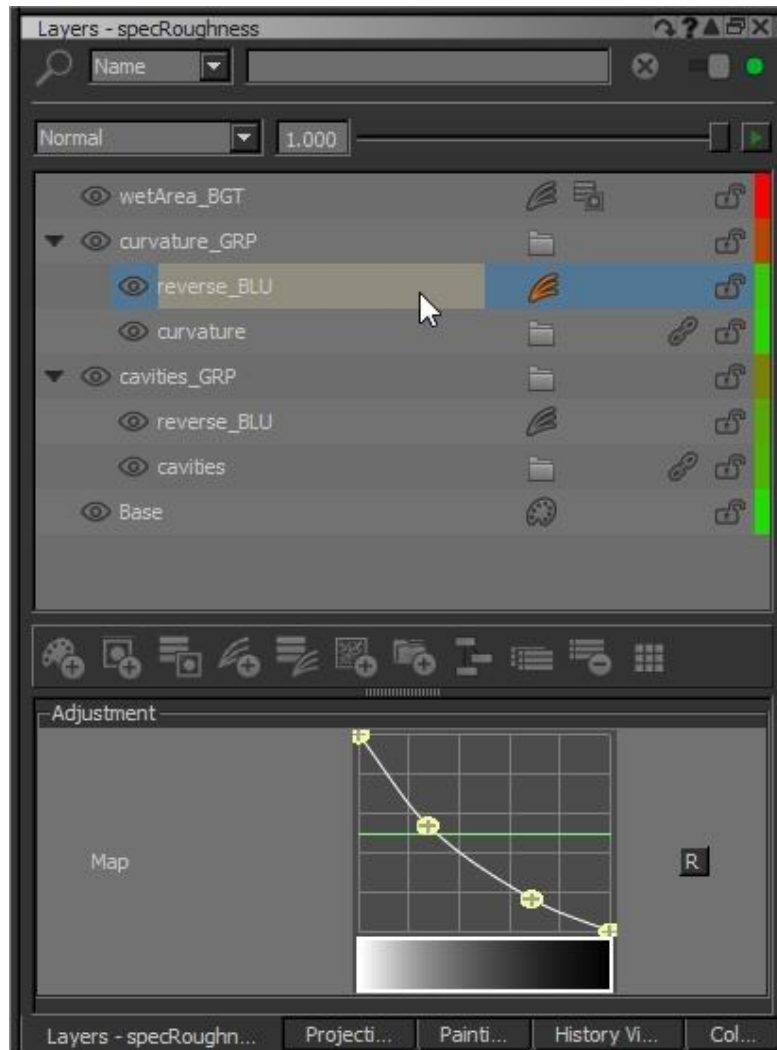 Layers - specRoughness
Name
Normal 1.000
wetArea_BGT
curvature_GRP
reverse_BLU
curvature
cavities_GRP
reverse_BLU
cavities
Base
Adjustment
Map R
Layers - specRoughn... Projecti... Painti... History Vi... Col...